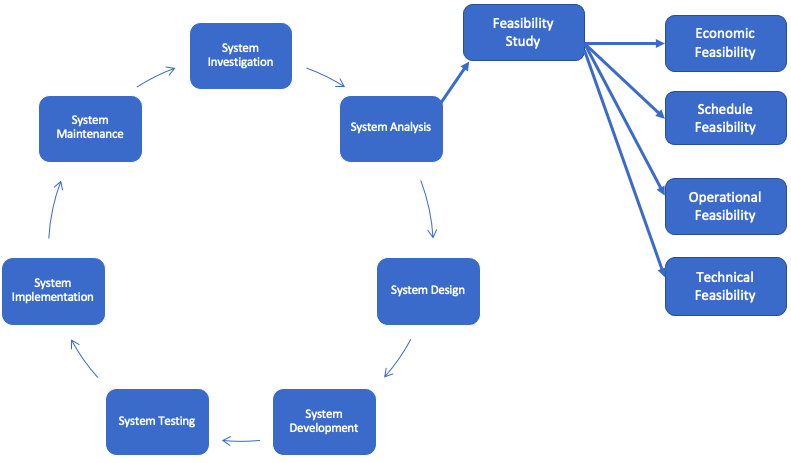 System
Investigation
System Analysis
System Design
System
Development
System Testing
System
Implementation
System
Maintenance
Feasibility
Study
Economic
Feasibility
Schedule
Feasibility
Operational
Feasibility
Technical
Feasibility